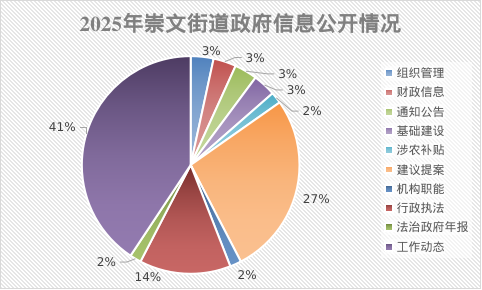 2025年崇文街道政府信息公开情况
3%
3%
3%
3%
2%
27%
2%
14%
2%
41%
组织管理
财政信息
通知公告
基础建设
涉农补贴
建议提案
机构职能
行政执法
法治政府年报
工作动态